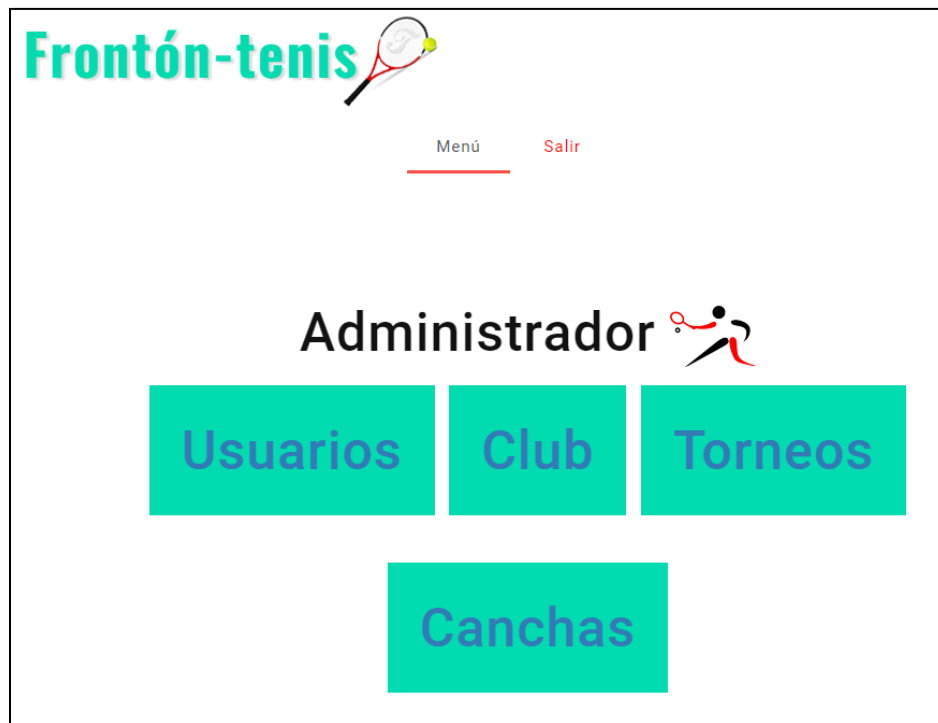 Frontón-tenis
Menú Salir
Administrador
Usuarios Club Torneos
Canchas